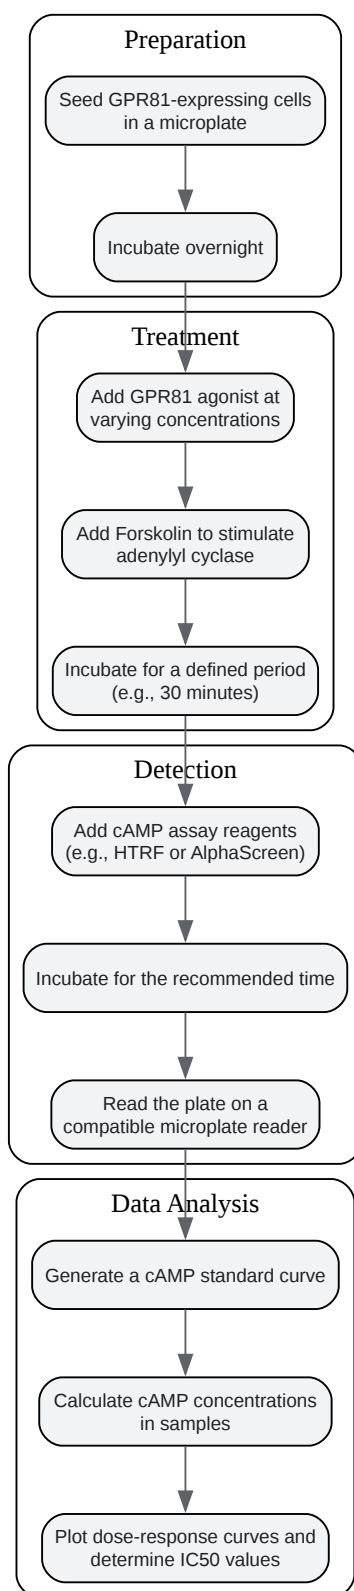 Preparation
Seed GPR81-expressing cells
in a microplate
Incubate overnight
Treatment
Add GPR81 agonist at
varying concentrations
Add Forskolin to stimulate
adenylyl cyclase
Incubate for a defined period
(e.g., 30 minutes)
Detection
Add cAMP assay reagents
(e.g., HTRF or AlphaScreen)
Incubate for the recommended time
Read the plate on a
compatible microplate reader
Data Analysis
Generate a cAMP standard curve
Calculate cAMP concentrations
in samples
Plot dose-response curves and
determine IC50 values